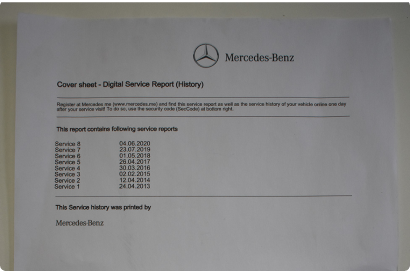 Mercedes-Benz
Cover sheet - Digital Service Report (History)
Register at Mercedes me (www.mercedes.me) and find this service report as well as the service history of your vehicle online one day
after your service visit! To do so, use the security code (SecCode) at bottom right.
This report contains following service reports
Service 8 04.06.2020
Service 7 23.07.2019
Service 6 01.05.2018
Service 5 26.04.2017
Service 4 30.03.2016
Service 3 02.02.2015
Service 2 12.04.2014
Service 1 24.04.2013
This Service history was printed by
Mercedes-Benz